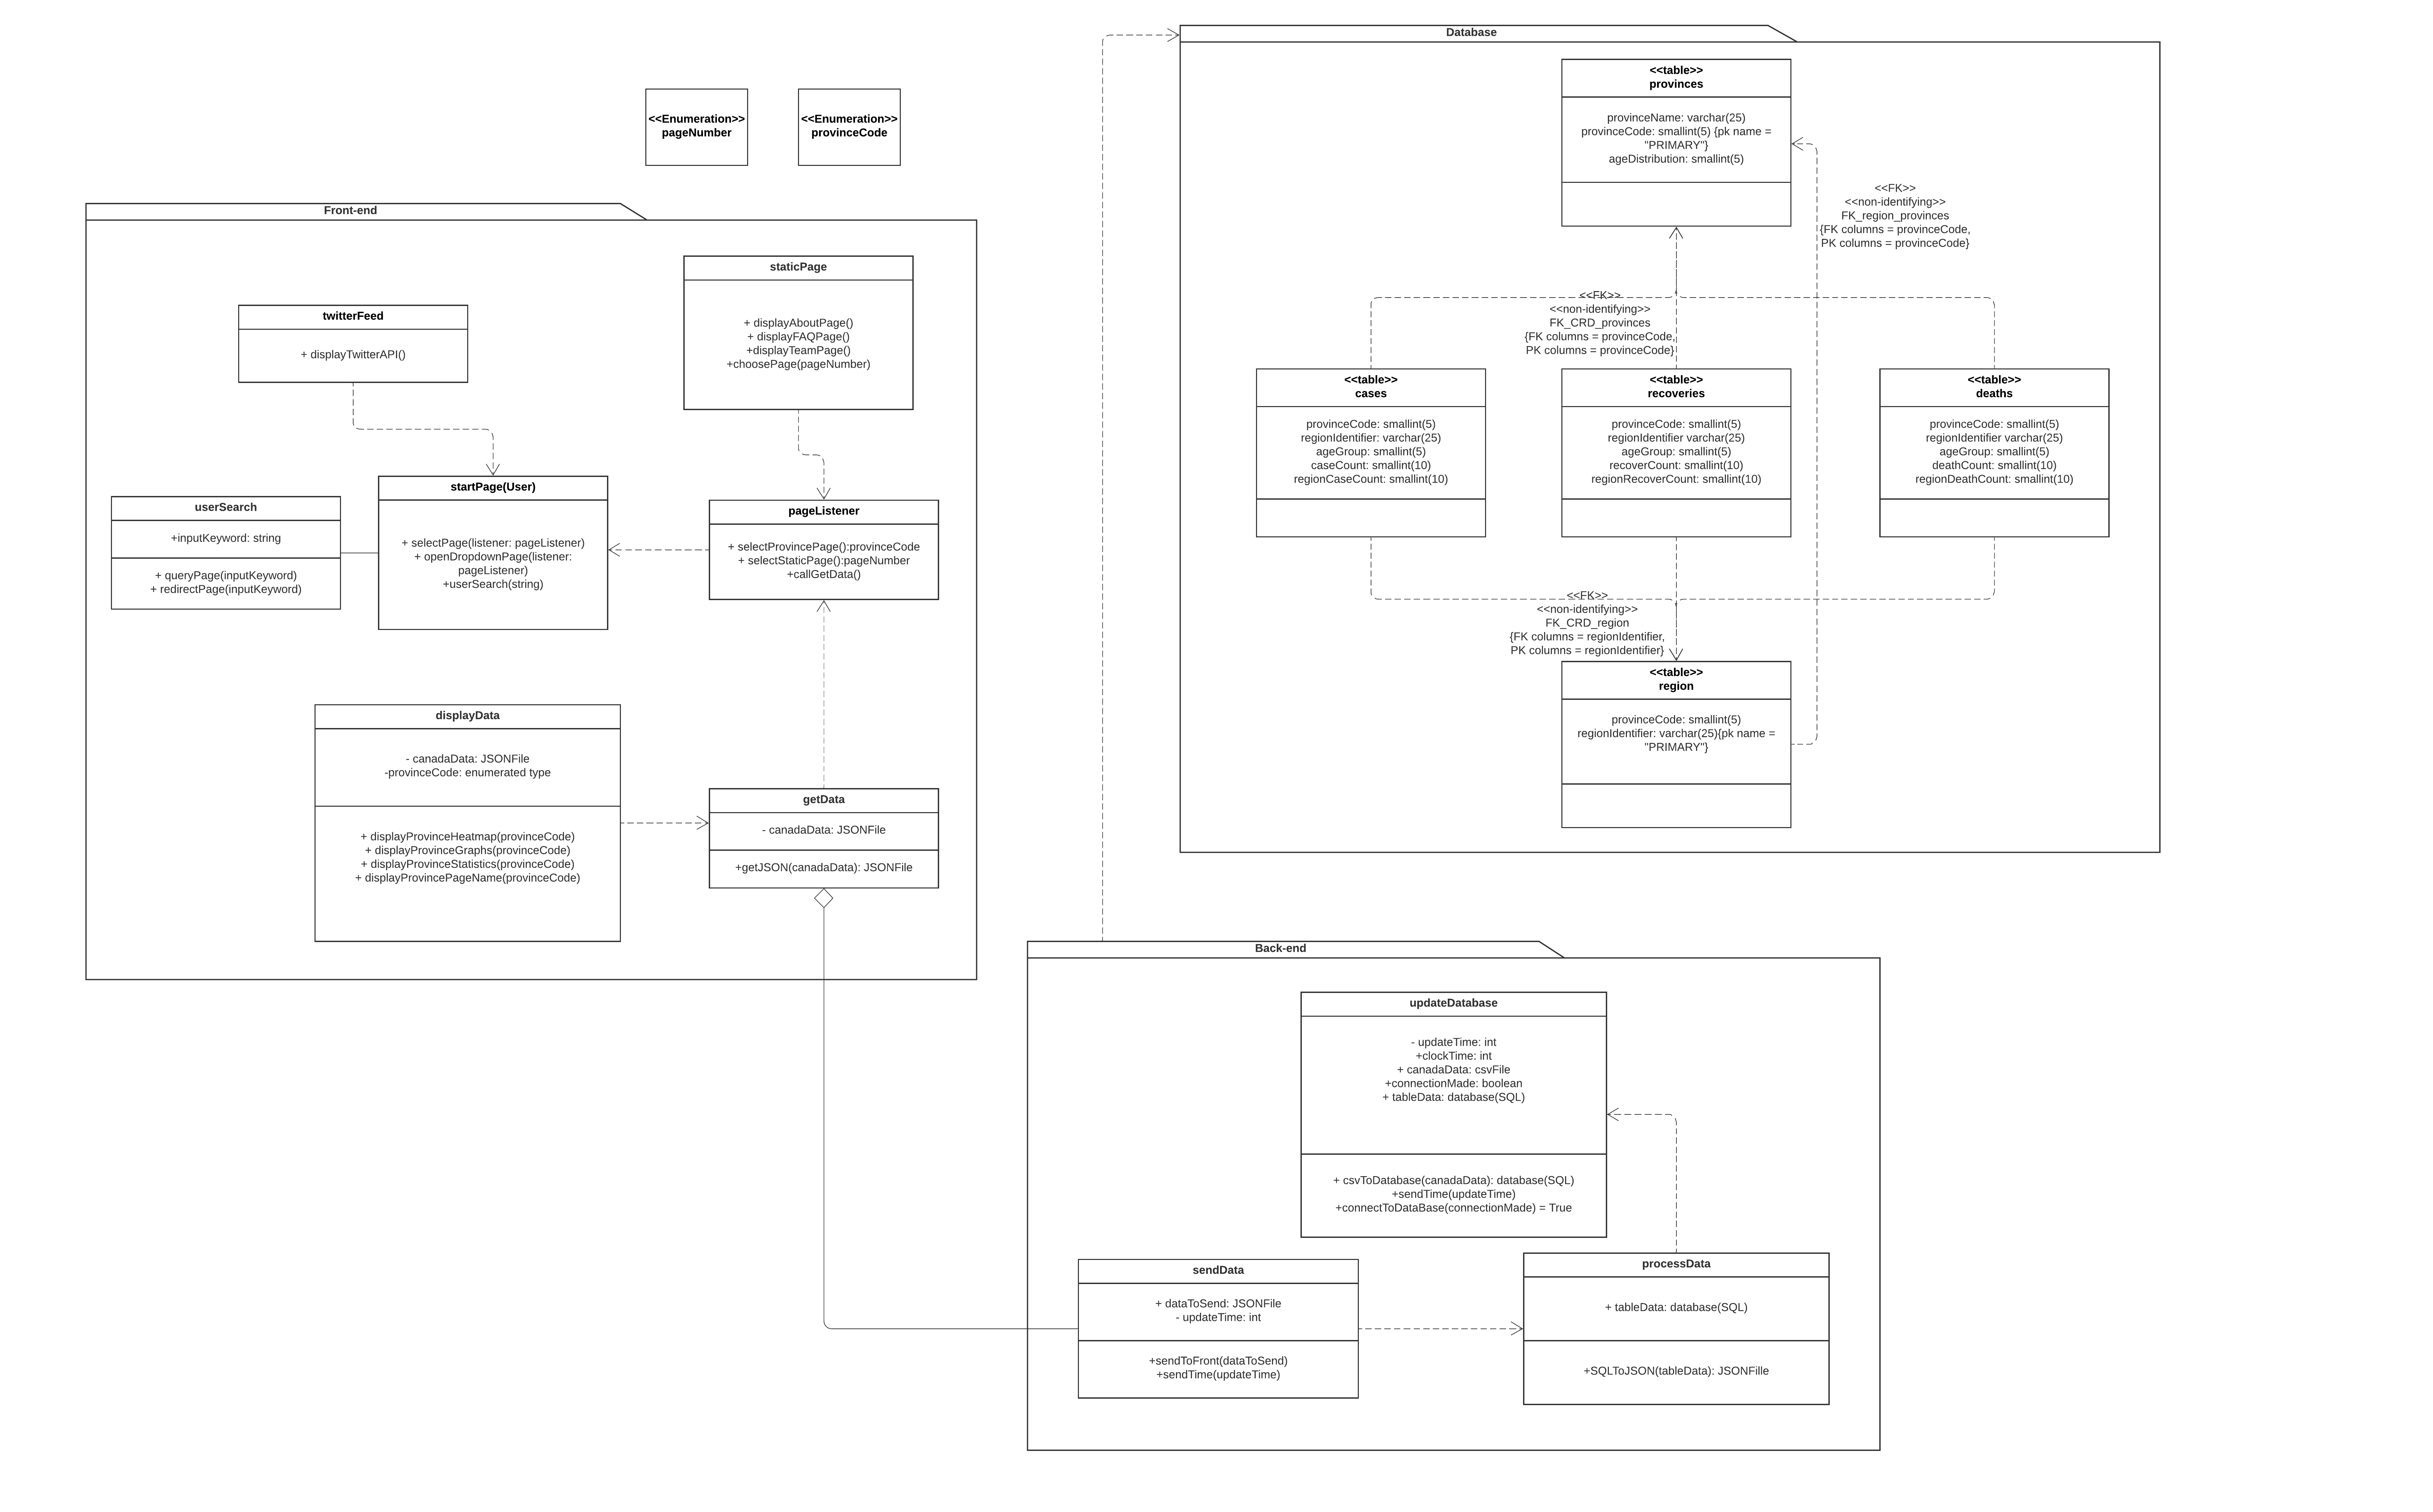 Database
<<table>>
provinces
provinceName: varchar(25)
provinceCode: smallint(5) {pk name =
"PRIMARY"}
ageDistribution: smallint(5)
<<Enumeration>>
pageNumber
<<Enumeration>>
provinceCode
<<FK>>
<<non-identifying>>
FK_region_provinces
{FK columns = provinceCode,
PK columns = provinceCode}
<<FK>>
<<non-identifying>>
FK_CRD_provinces
{FK columns = provinceCode,
PK columns = provinceCode}
<<table>>
cases
provinceCode: smallint(5)
regionIdentifier: varchar(25)
ageGroup: smallint(5)
caseCount: smallint(10)
regionCaseCount: smallint(10)
<<table>>
recoveries
provinceCode: smallint(5)
regionIdentifier varchar(25)
ageGroup: smallint(5)
recoverCount: smallint(10)
regionRecoverCount: smallint(10)
<<table>>
deaths
provinceCode: smallint(5)
regionIdentifier varchar(25)
ageGroup: smallint(5)
deathCount: smallint(10)
regionDeathCount: smallint(10)
<<FK>>
<<non-identifying>>
FK_CRD_region
{FK columns = regionIdentifier,
PK columns = regionIdentifier}
<<table>>
region
provinceCode: smallint(5)
regionIdentifier: varchar(25){pk name =
"PRIMARY"}
Front-end
staticPage
+ displayAboutPage()
+ displayFAQPage()
+displayTeamPage()
+choosePage(pageNumber)
twitterFeed
+ displayTwitterAPI()
userSearch
+inputKeyword: string
+ queryPage(inputKeyword)
+ redirectPage(inputKeyword)
startPage(User)
+ selectPage(listener: pageListener)
+ openDropdownPage(listener:
pageListener)
+userSearch(string)
pageListener
+ selectProvincePage():provinceCode
+ selectStaticPage():pageNumber
+callGetData()
displayData
- canadaData: JSONFile
-provinceCode: enumerated type
+ displayProvinceHeatmap(provinceCode)
+ displayProvinceGraphs(provinceCode)
+ displayProvinceStatistics(provinceCode)
+ displayProvincePageName(provinceCode)
getData
- canadaData: JSONFile
+getJSON(canadaData): JSONFile
Back-end
updateDatabase
- updateTime: int
+clockTime: int
+ canadaData: csvFile
+connectionMade: boolean
+ tableData: database(SQL)
+ csvToDatabase(canadaData): database(SQL)
+sendTime(updateTime)
+connectToDataBase(connectionMade) = True
sendData
+ dataToSend: JSONFile
- updateTime: int
+sendToFront(dataToSend)
+sendTime(updateTime)
processData
+ tableData: database(SQL)
+SQLToJSON(tableData): JSONFille